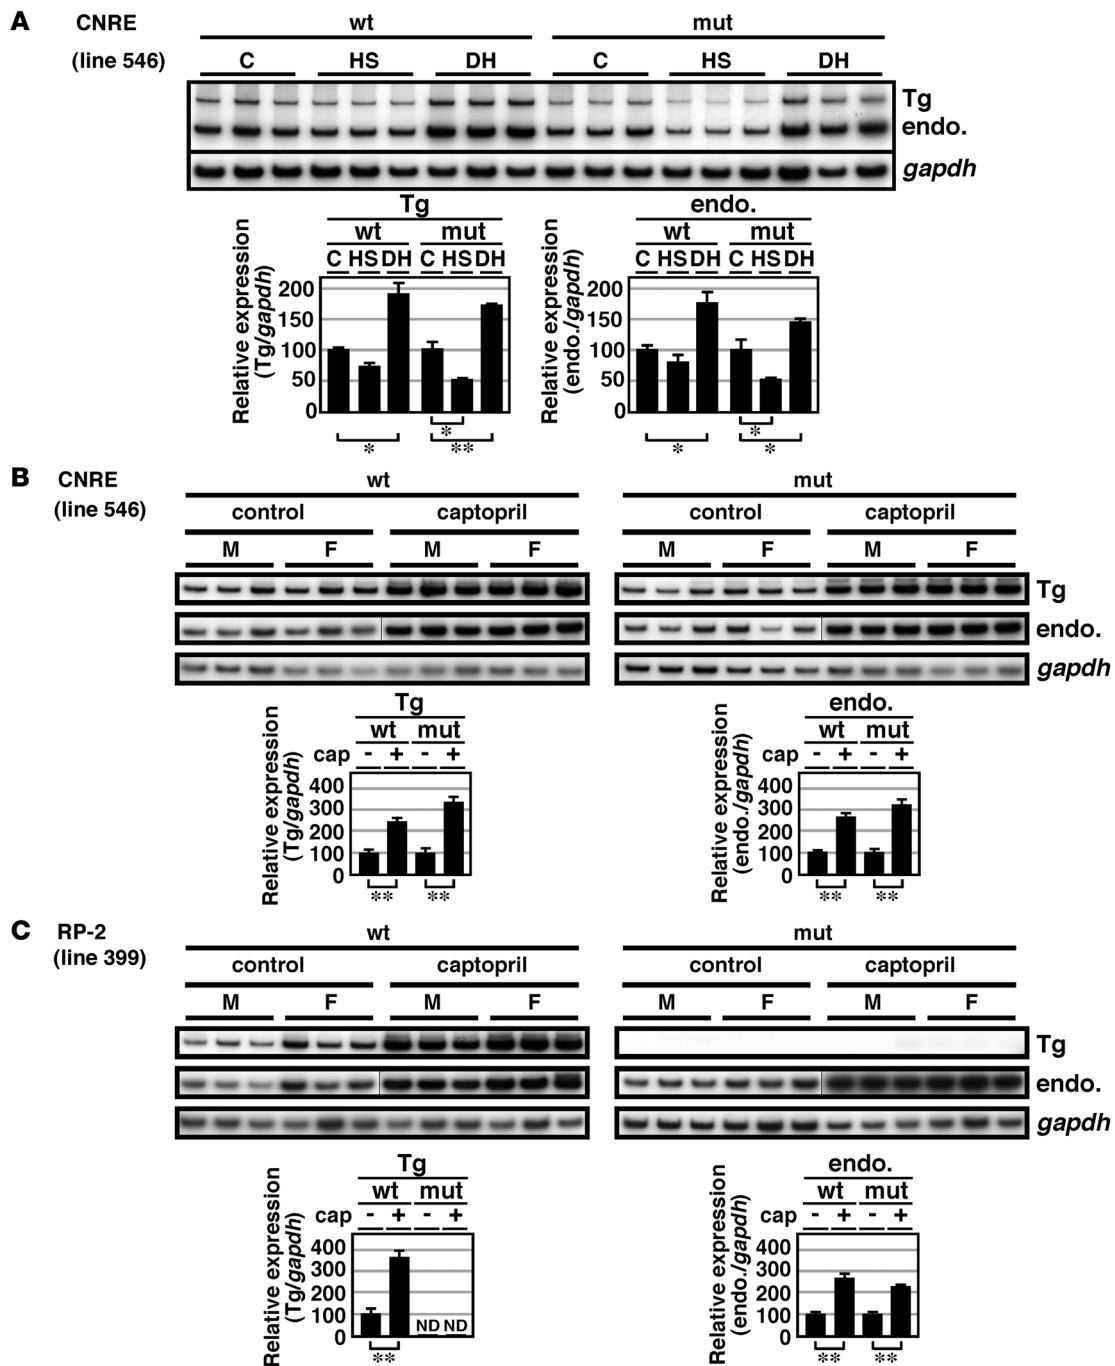 A CNRE wt mut
(line 546) C HS DH C HS DH
Tg
endo.
gapdh
Tg endo.
wt mut wt mut
C HS DH C HS DH C HS DH C HS DH
Relative expression
(Tg/gapdh)
200
150
100
50
0
* * **
Relative expression
(endo./gapdh)
200
150
100
50
0
* * *
B CNRE wt mut
(line 546) control captopril control captopril
M F M F M F M F
Tg
endo.
gapdh
Tg endo.
wt mut wt mut
cap - + - + cap - + - +
Relative expression
(Tg/gapdh)
400
300
200
100
0
** **
Relative expression
(endo./gapdh)
400
300
200
100
0
** **
C RP-2 wt mut
(line 399) control captopril control captopril
M F M F M F M F
Tg
endo.
gapdh
Tg endo.
wt mut wt mut
cap - + - + cap - + - +
Relative expression
(Tg/gapdh)
400
300
200
100
0
ND ND
**
Relative expression
(endo./gapdh)
400
300
200
100
0
** **